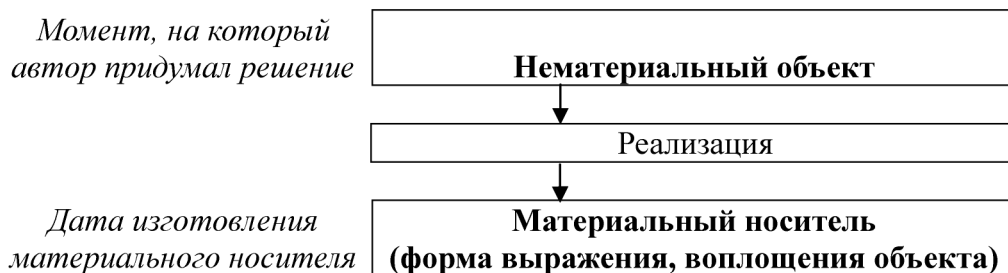 Момент, на который
автор придумал решение
Нематериальный объект
Реализация
Дата изготовления
материального носителя
Материальный носитель
(форма выражения, воплощения объекта)